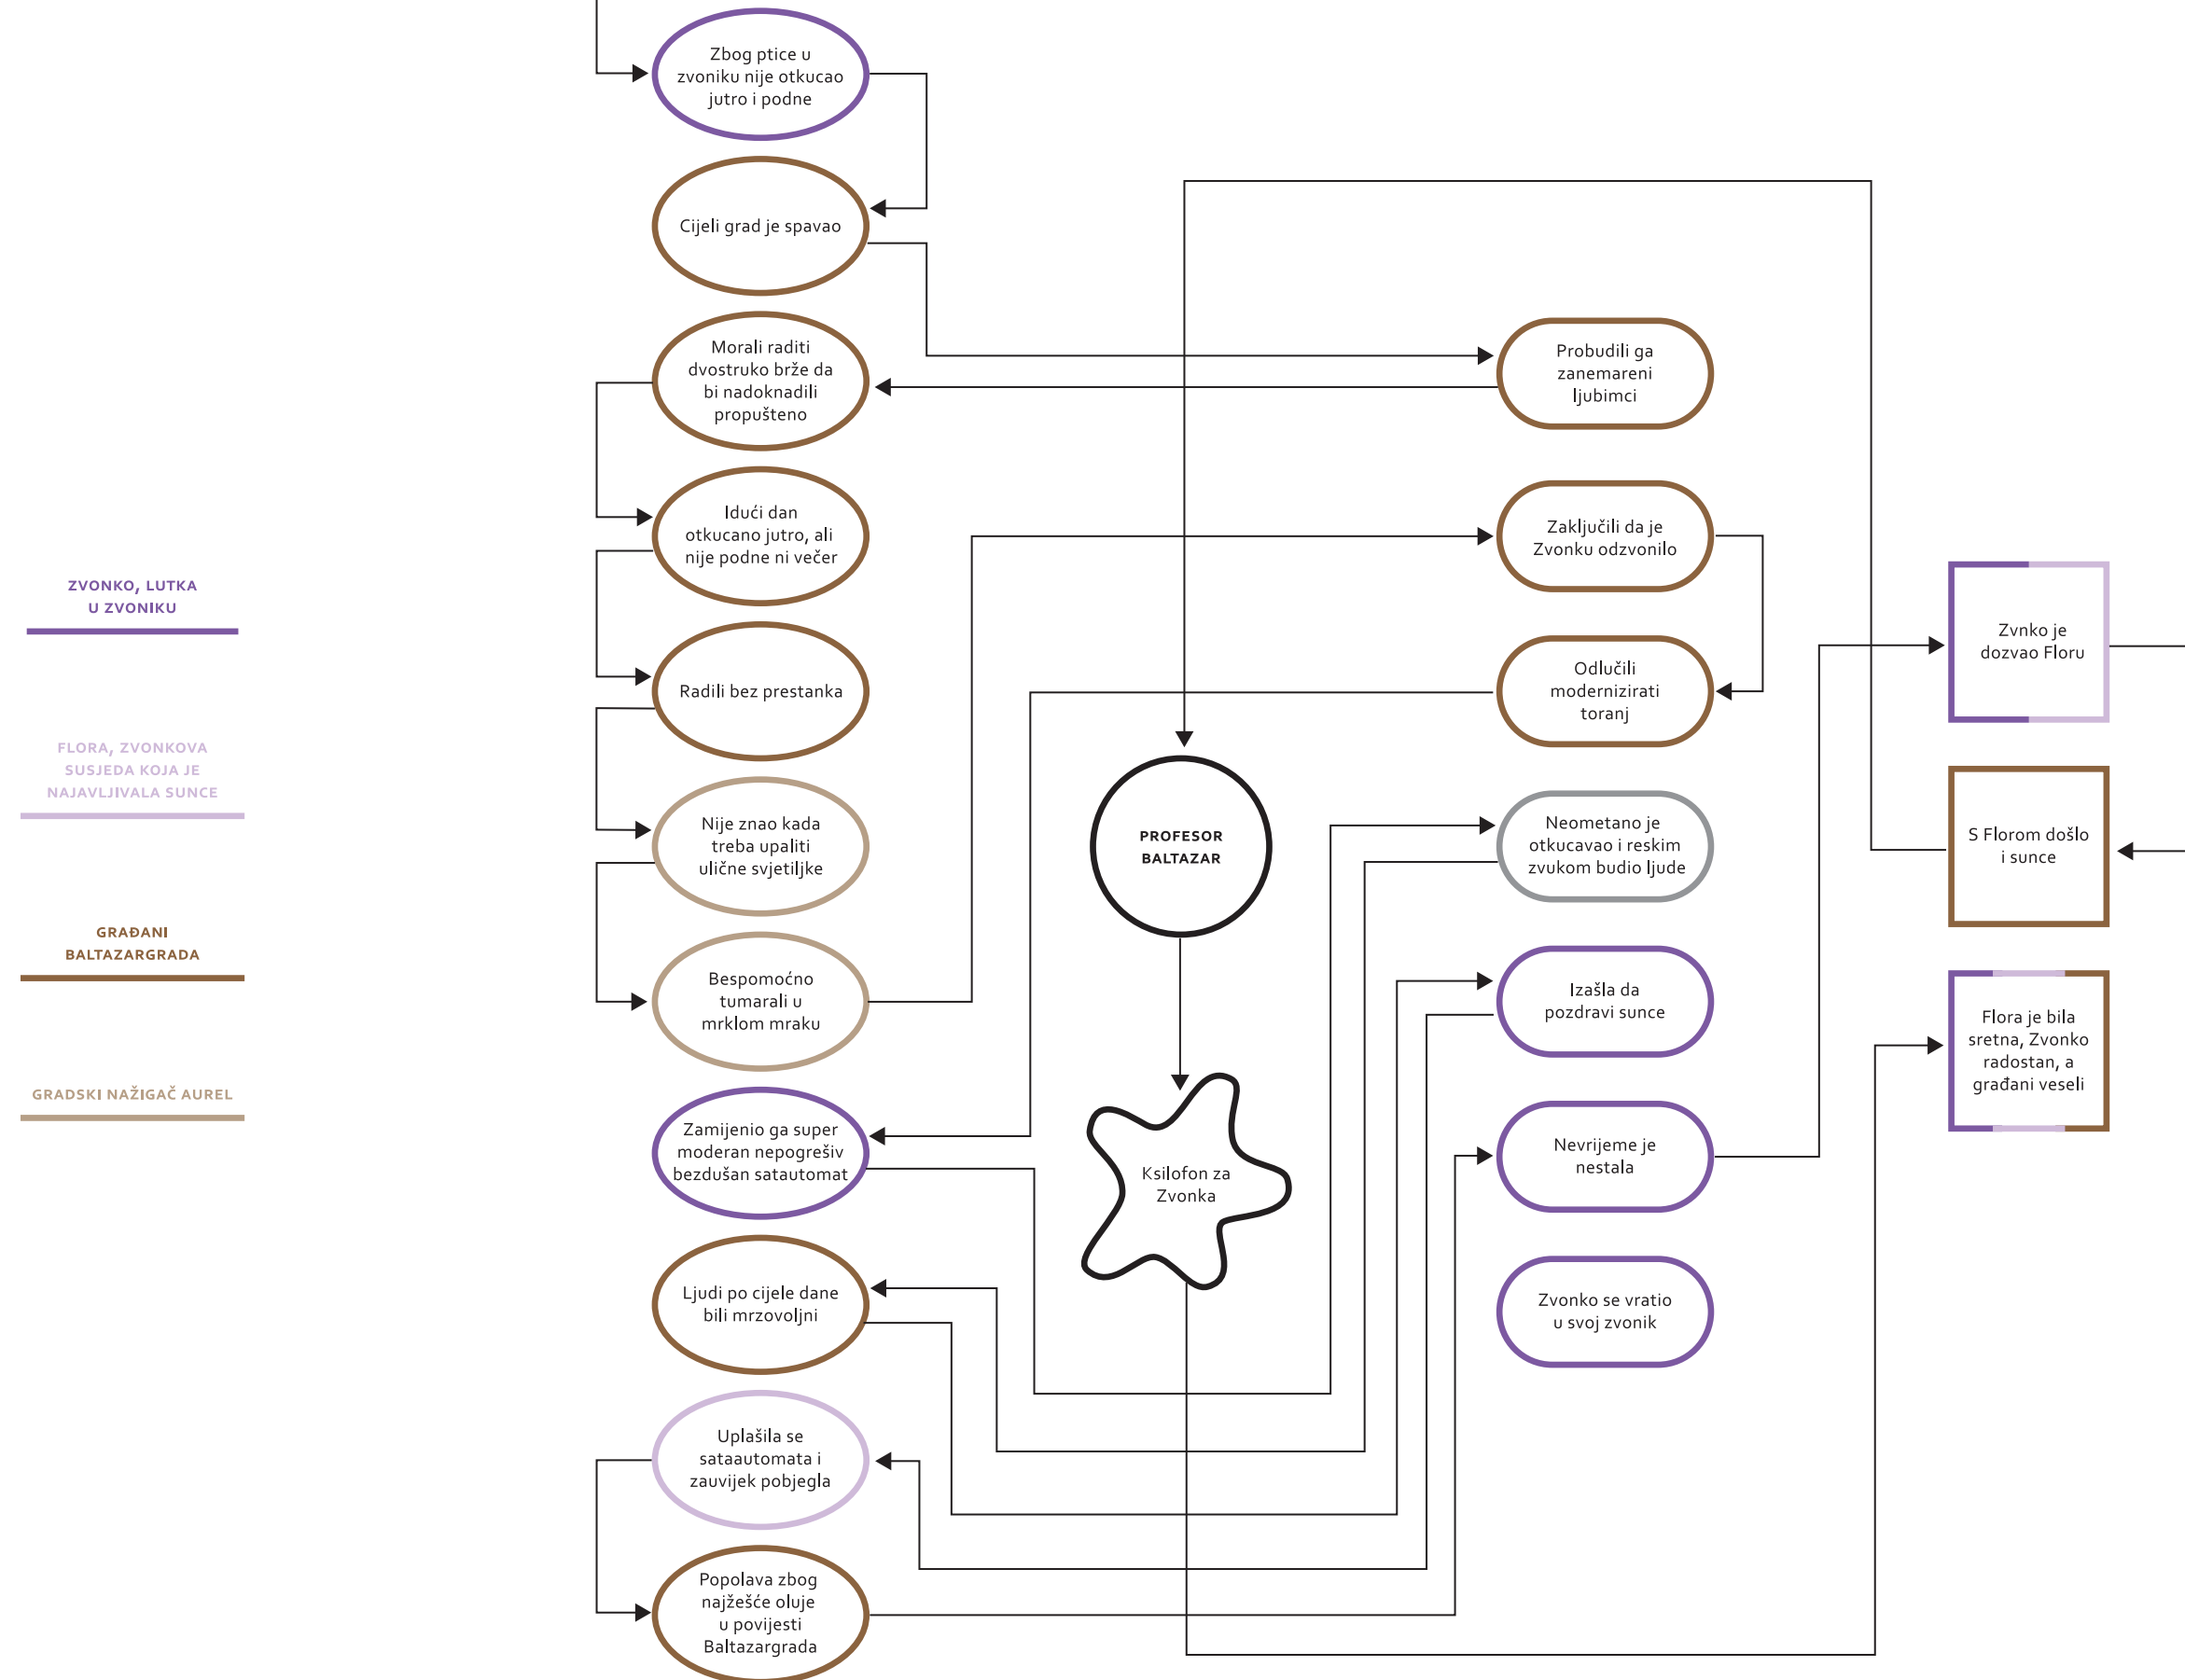 ZVONKO, LUTKA
U ZVONIKU
FLORA, ZVONKOVA
SUSJEDA KOJA JE
NAJAVLJIVALA SUNCE
GRAĐANI
BALTAZARGRADA
GRADSKI NAŽIGAČ AUREL
Zbog ptice u
zvoniku nije otkucao
jutro i podne
Cijeli grad je spavao
Morali raditi
dvostruko brže da
bi nadoknadili
propušteno
Idući dan
otkucano jutro, ali
nije podne ni večer
Radili bez prestanka
Nije znao kada
treba upaliti
ulične svjetiljke
Bespomoćno
tumarali u
mrklom mraku
Zamijenio ga super
moderan nepogrešiv
bezdušan satautomat
Ljudi po cijele dane
bili mrzovoljni
Uplašila se
sataautomata i
zauvijek pobjegla
Popolava zbog
najžešće oluje
u povijesti
Baltazargrada
PROFESOR
BALTAZAR
Ksilofon za
Zvonka
Probudili ga
zanemareni
ljubimci
Zaključili da je
Zvonku odzvonilo
Odlučili
modernizirati
toranj
Neometano je
otkucavao i reskim
zvukom budio ljude
Izašla da
pozdravi sunce
Nevrijeme je
nestala
Zvonko se vratio
u svoj zvonik
Zvnko je
dozvao Floru
S Florom došlo
i sunce
Flora je bila
sretna, Zvonko
radostan, a
građani veseli